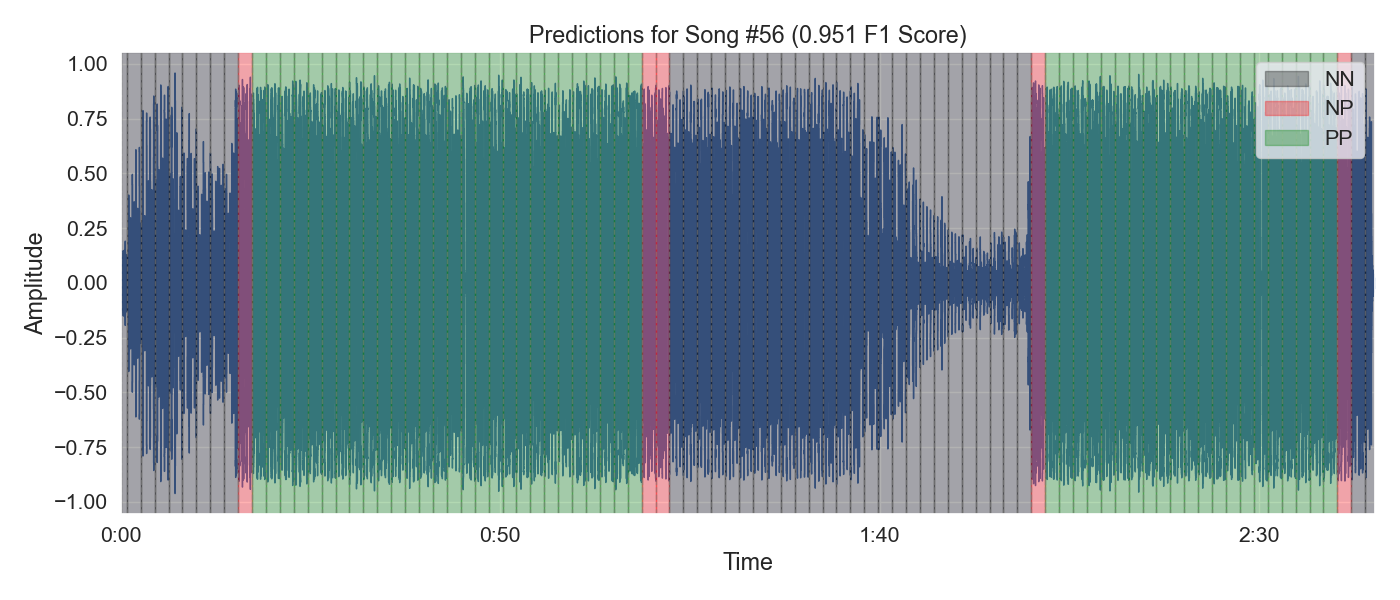 Predictions for Song #56 (0.951 F1 Score)
1.00
0.75
0.50
0.25
0.00
−0.25
−0.50
−0.75
−1.00
Amplitude
0:00
0:50
1:40
2:30
Time
NN
NP
PP